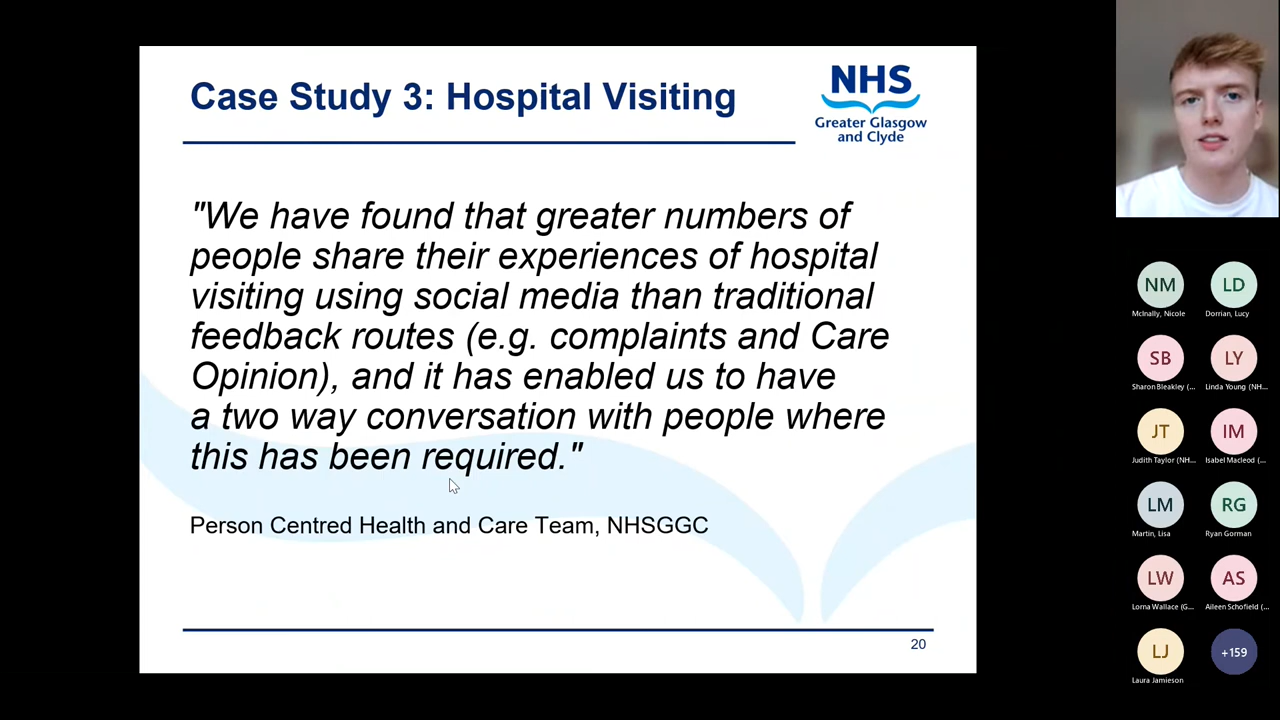 Case Study 3: Hospital Visiting
NHS
Greater Glasgow
and Clyde
"We have found that greater numbers of
people share their experiences of hospital
visiting using social media than traditional
feedback routes (e.g. complaints and Care
Opinion), and it has enabled us to have
a two way conversation with people where
this has been required."
Person Centred Health and Care Team, NHSGGC
20
NM
LD
McInally, Nicole
Dorrian, Lucy
SB
LY
Sharon Bleakley (...
Linda Young (NH...
JT
IM
Judith Taylor (NH...
Isabel Macleod (...
LM
RG
Martin, Lisa
Ryan Gorman
LW
AS
Lorna Wallace (G...
Aileen Schofield (...
LJ
+159
Laura Jamieson